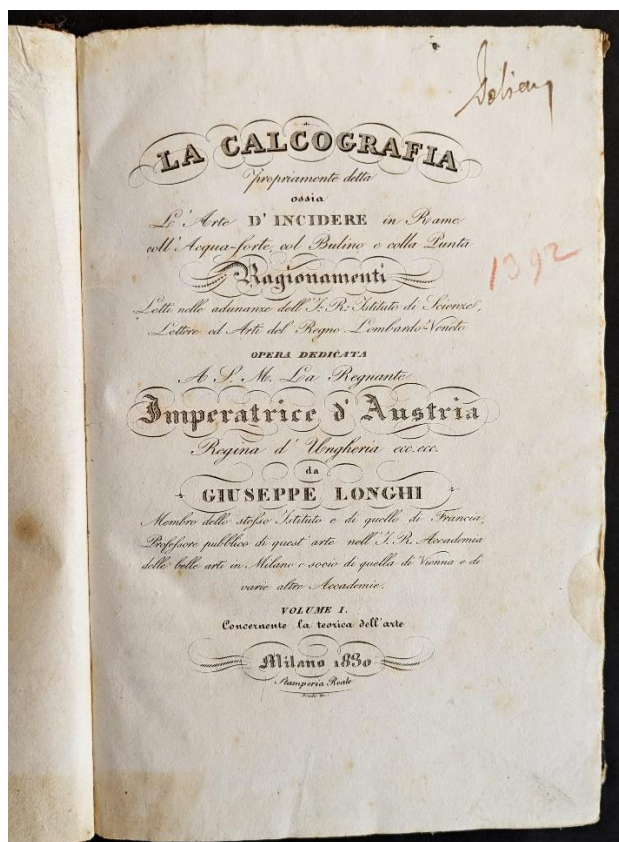 LA CALCOGRAFIA
propriamente detta
ossia
L'Arte D'INCIDERE in Rame
coll'Acqua-forte, col Bulino e colla Punta
Ragionamenti
Letti nelle adunanze dell'I. R. Istituto di Scienze,
Lettere ed Arti del Regno Lombardo-Veneto
OPERA DEDICATA
A S. M. La Regnante
Imperatrice d'Austria
Regina d'Ungheria ecc. ecc.
da
GIUSEPPE LONGHI
Membro dello stesso Istituto e di quello di Francia,
Professore pubblico di quest'arte nell'I. R. Accademia
delle belle arti in Milano e socio di quella di Vienna e di
varie altre Accademie.
VOLUME I.
Concernente la teorica dell'arte
Milano 1830
Stamperia Reale
1392